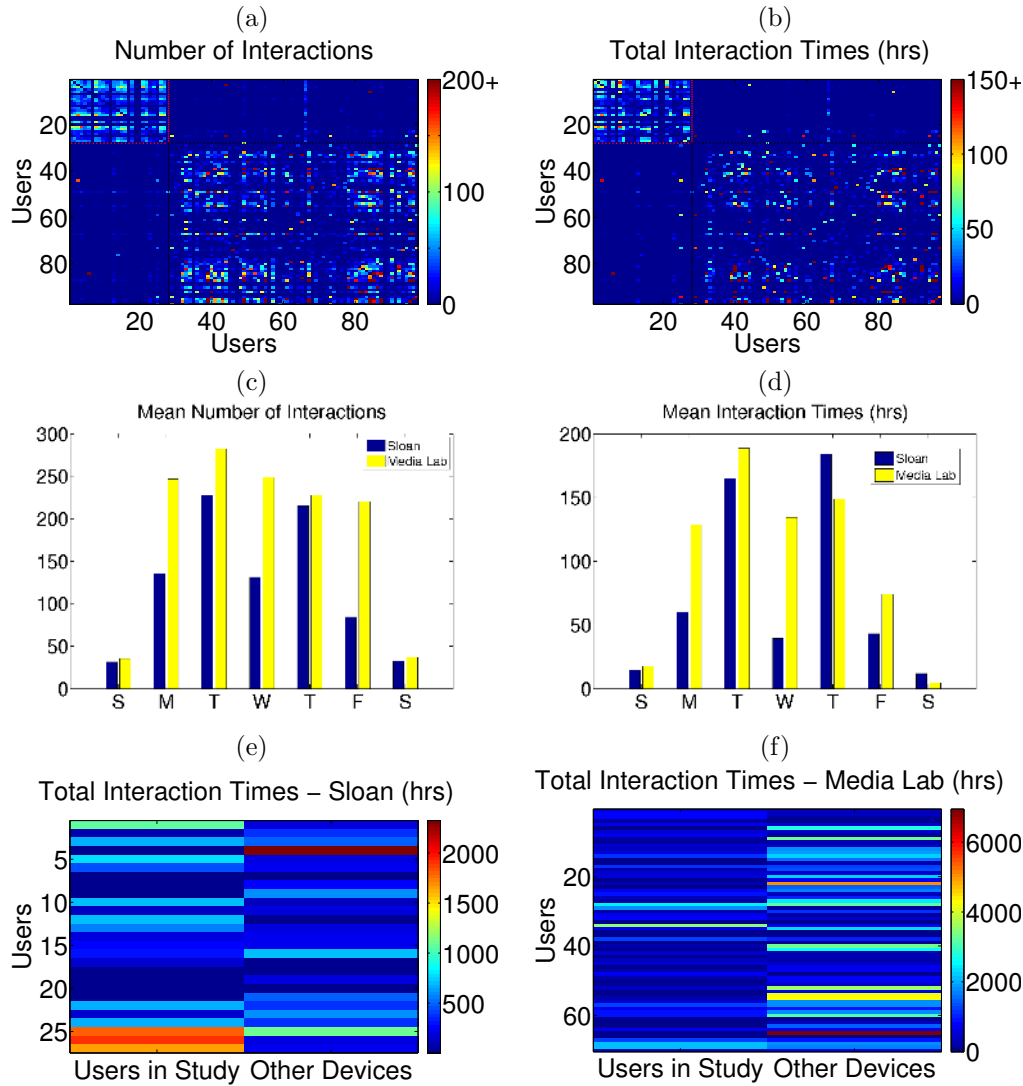 (a)
Number of Interactions
200+
100
0
20
40
60
80
Users
20 40 60 80
Users
(b)
Total Interaction Times (hrs)
150+
100
50
0
20
40
60
80
Users
20 40 60 80
Users
(c)
Mean Number of Interactions
300
250
200
150
100
50
0
Sloan
Media Lab
S M T W T F S
(d)
Mean Interaction Times (hrs)
200
150
100
50
0
Sloan
Media Lab
S M T W T F S
(e)
Total Interaction Times – Sloan (hrs)
5
10
15
20
25
Users
2000
1500
1000
500
Users in Study Other Devices
(f)
Total Interaction Times – Media Lab (hrs)
20
40
60
Users
6000
4000
2000
0
Users in Study Other Devices